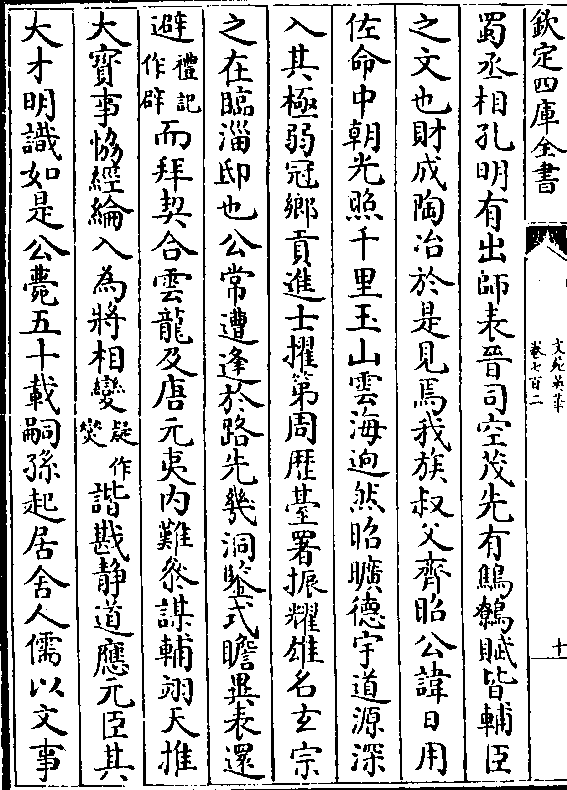 欽定四庫全書
文苑英華
卷七百二
十
蜀丞相孔明有出師表晉司空茂先有鷦鷯賦皆輔臣
之文也財成陶冶於是見焉我族叔父齊昭公諱日用
佐命中朝光照千里玉山雲海迥然昭曠德宇道源深
入其極弱冠鄉貢進士擢第周歴臺署振耀雄名玄宗
之在臨淄邸也公常遭逢於路先幾洞鑒式瞻異表還
避禮記作辟而拜契合雲龍及唐元夷内難叅謀輔翊天推
大寳事恊經綸入為將相變疑作爕諧戡静道應元臣其
大才明識如是公薨五十載嗣孫起居舍人儒以文事